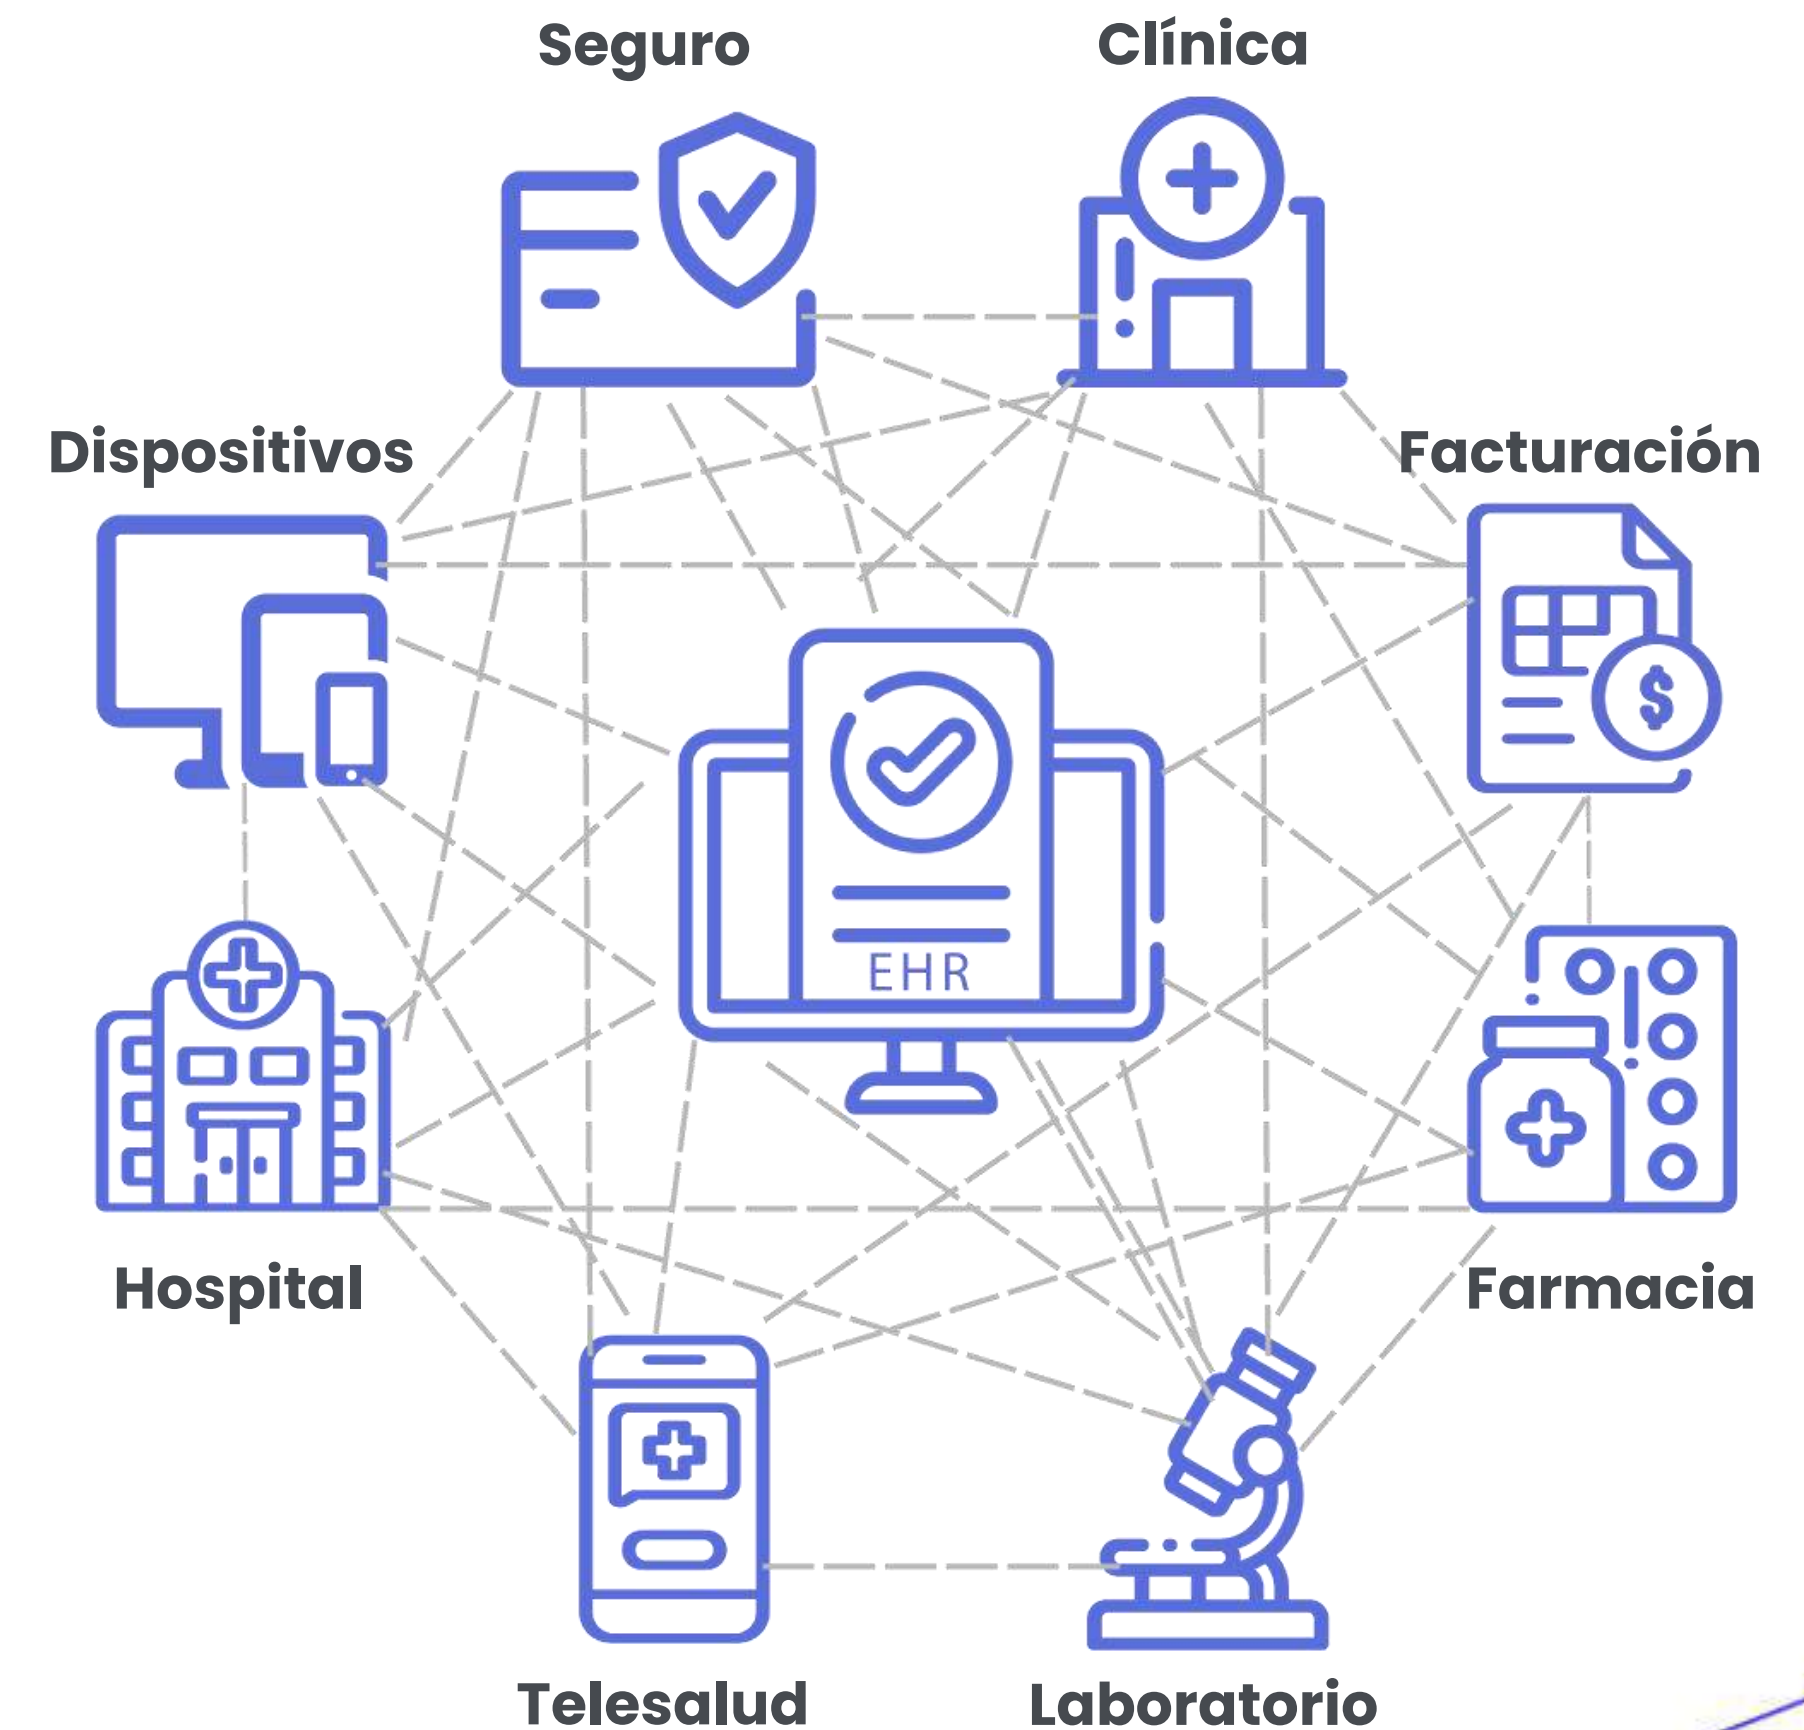 Seguro
Clínica
Dispositivos
Facturación
$
EHR
Hospital
Farmacia
Telesalud
Laboratorio